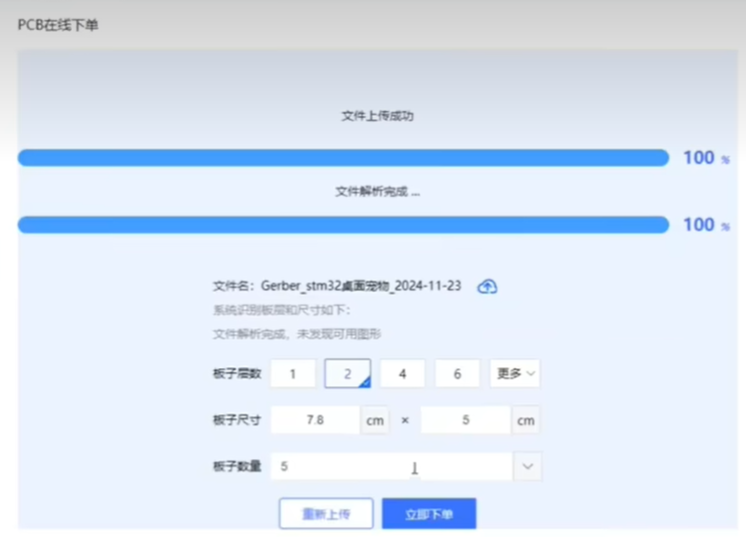 PCB在线下单
文件上传成功
100 %
文件解析完成 ...
100 %
文件名：Gerber_stm32桌面宠物_2024-11-23
系统识别板层和尺寸如下：
文件解析完成，未发现可用图形
板子层数 1 2 4 6 更多
板子尺寸 7.8 cm × 5 cm
板子数量 5
重新上传 立即下单